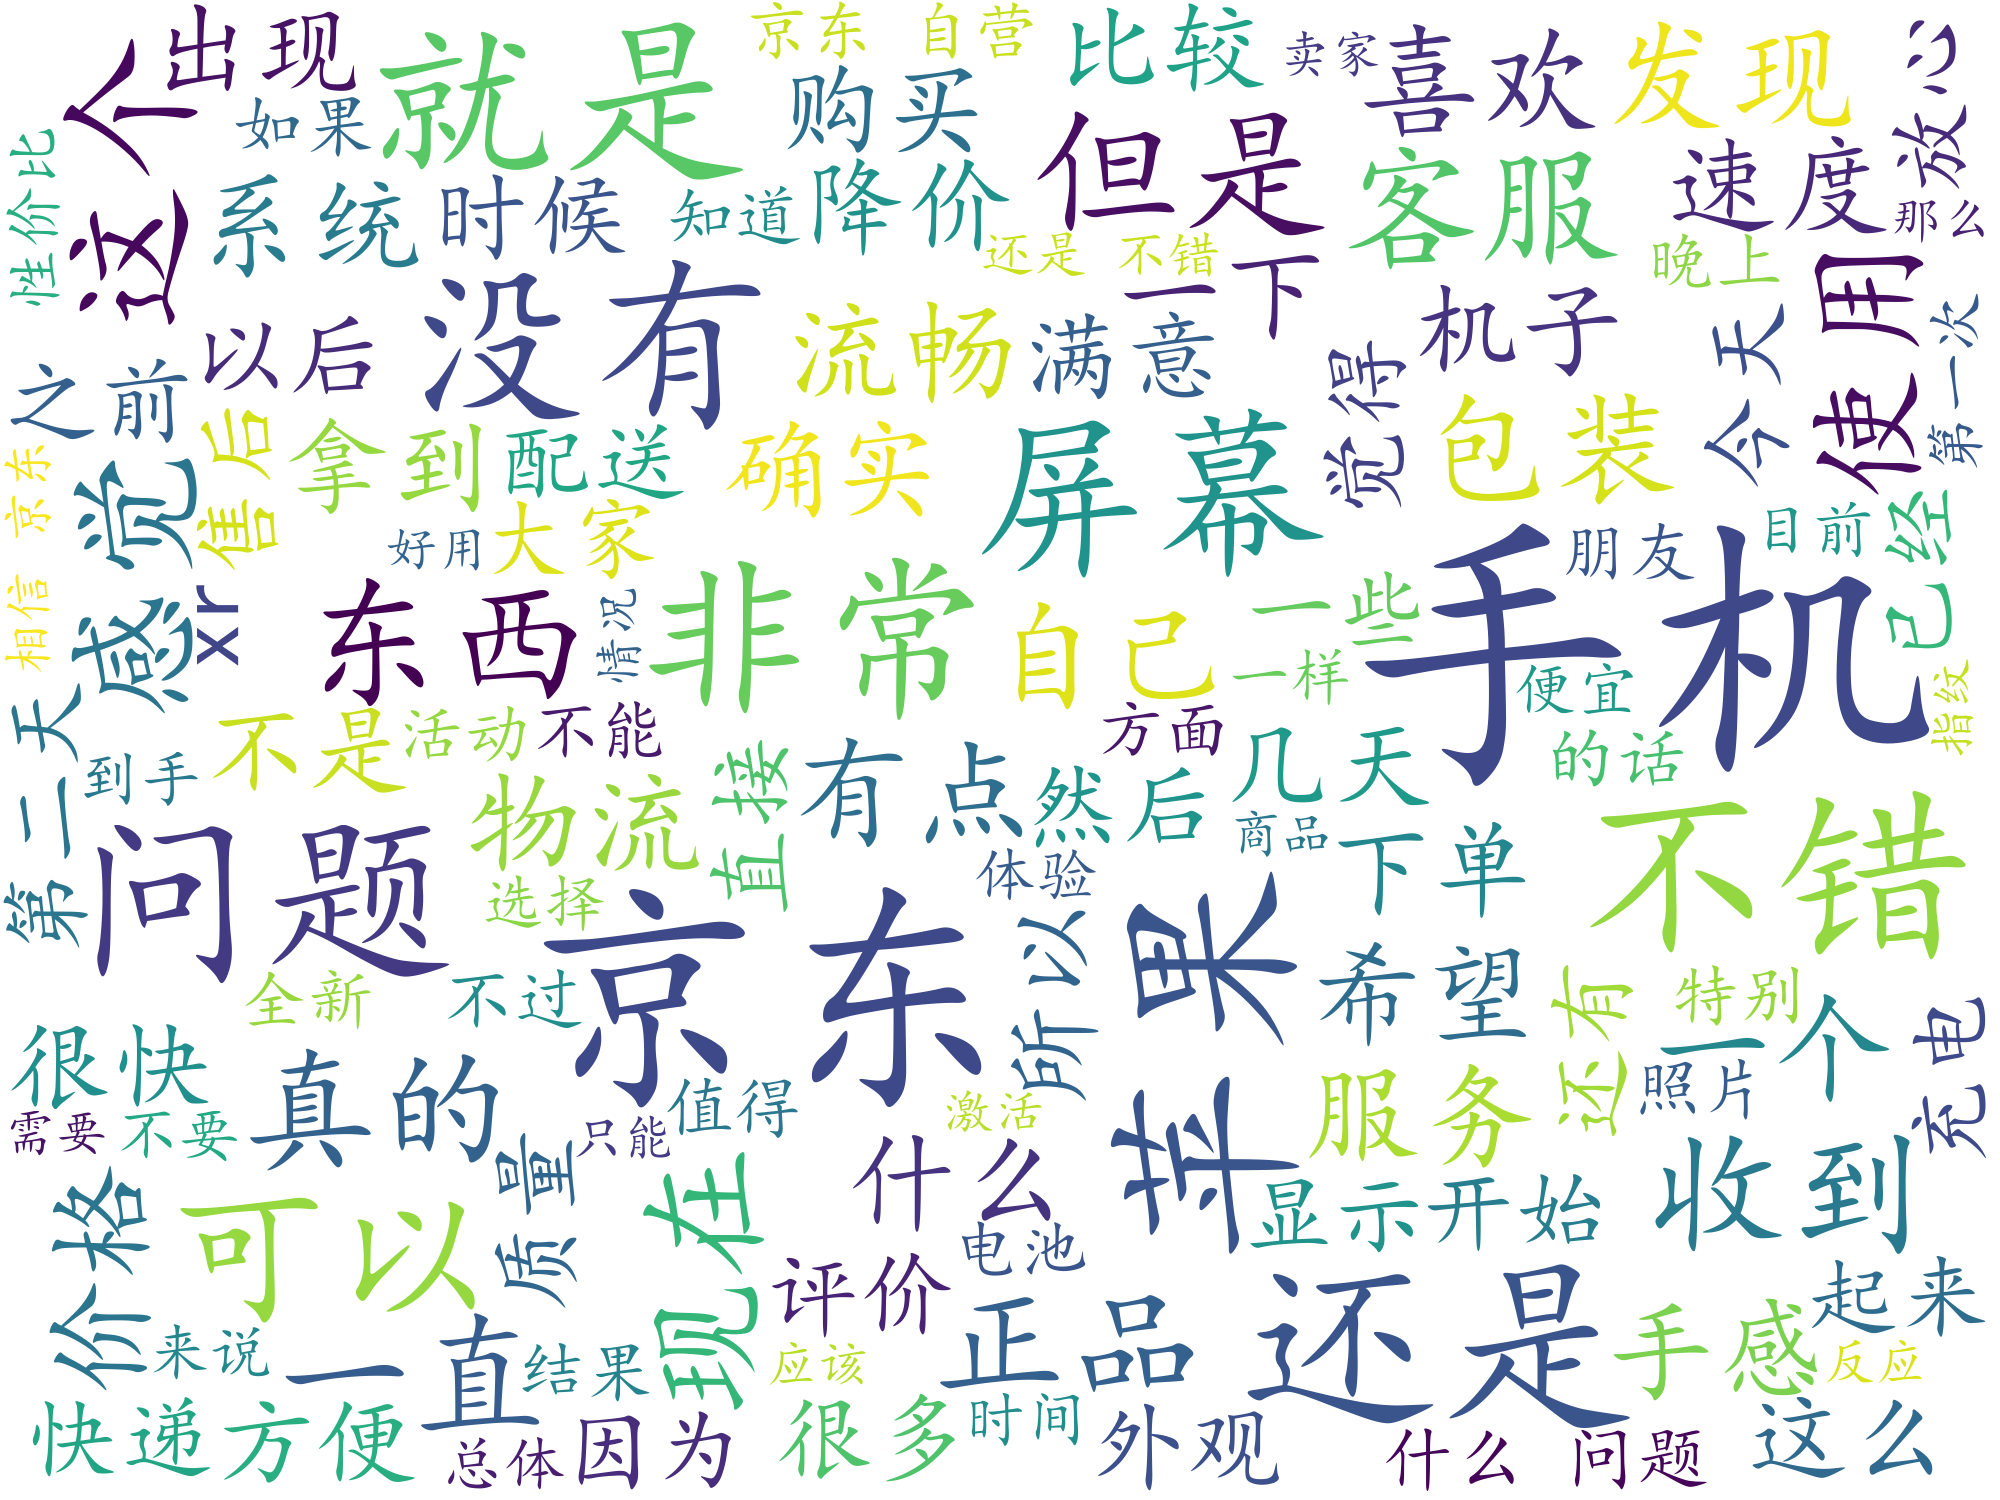 出现
就是
京东 自营
比较
卖家
喜欢
发现
放心
这个
如果
购买
但是
客服
速度
那么
性价比
系统
时候
知道
降价
还是 不错
一下
晚上
使用
没有
流畅
满意
机子
今天
第一次
以后
之前
觉得
售后
拿到
配送
确实
屏幕
包装
京东
感觉
好用
大家
手机
朋友
目前
已经
相信
xr
东西
情况
非常
自己
一些
一样
便宜
指纹
第二天
不是
活动
不能
方面
几天
的话
到手
物流
直接
有点
然后
商品
下单
不错
问题
选择
京东
体验
所以
苹果
希望
还有
特别
一个
充电
全新
不过
很快
真的
值得
激活
服务
照片
需要
不要
质量
只能
什么
收到
价格
可以
现在
电池
显示
开始
评价
正品
还是
手感
起来
来说
一直
结果
应该
反应
快递
方便
总体
因为
很多
时间
外观
什么 问题
这么